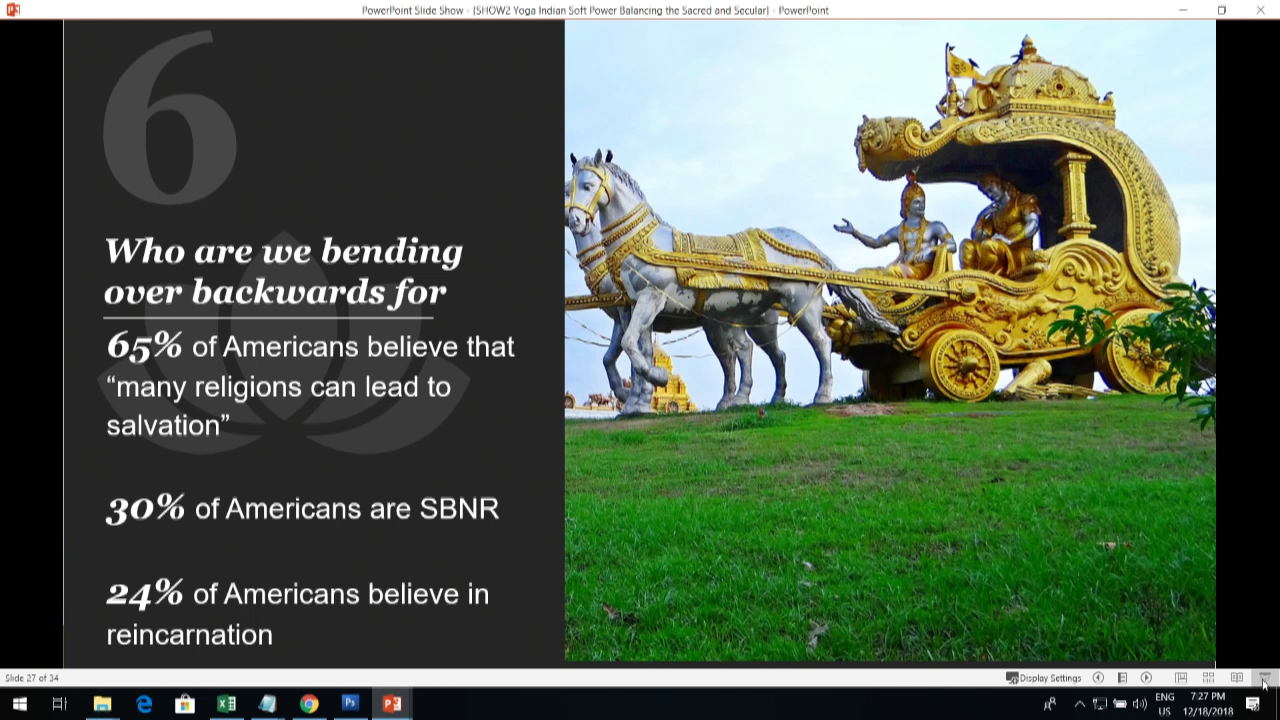 PowerPoint Slide Show - [SHOW2 Yoga Indian Soft Power Balancing the Sacred and Secular] - PowerPoint
6
Who are we bending
over backwards for
65% of Americans believe that
“many religions can lead to
salvation”
30% of Americans are SBNR
24% of Americans believe in
reincarnation
Slide 27 of 34
Display Settings
ENG
US
7:27 PM
12/18/2018